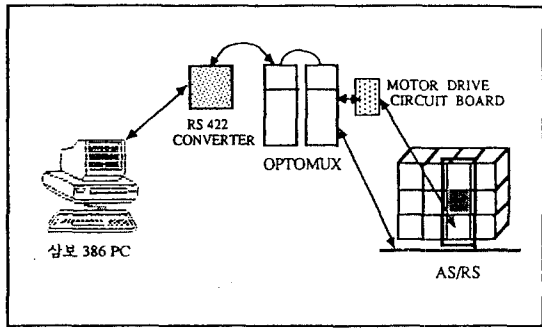 RS 422
CONVERTER
OPTOMUX
MOTOR DRIVE
CIRCUIT BOARD
삼보 386 PC
AS/RS